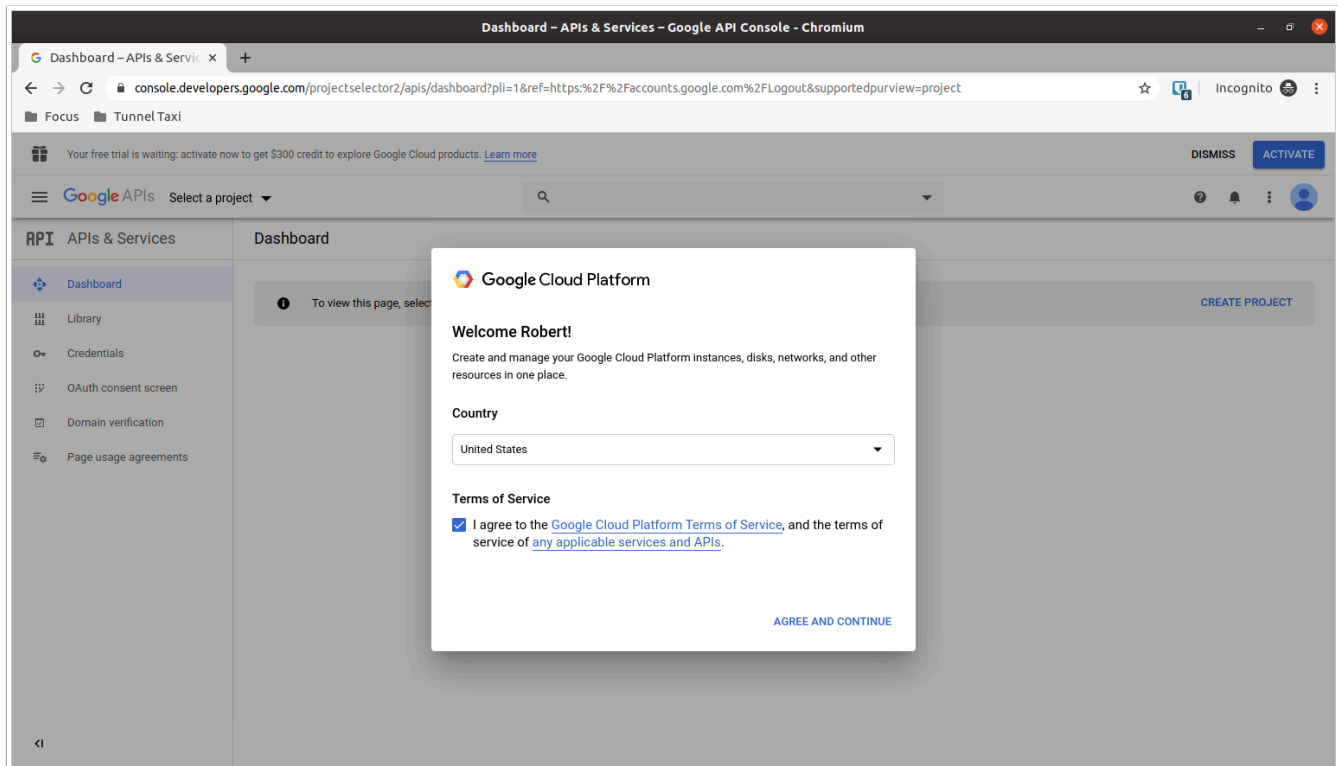 Dashboard – APIs & Services – Google API Console - Chromium
G Dashboard – APIs & Servic
console.developers.google.com/projectselector2/apis/dashboard?pli=1&ref=https:%2F%2Faccounts.google.com%2FLogout&supportedpurview=project
6
Incognito
Focus
Tunnel Taxi
Your free trial is waiting: activate now to get $300 credit to explore Google Cloud products. Learn more
DISMISS
ACTIVATE
Google APIs
Select a project
API APIs & Services
Dashboard
Dashboard
Library
Credentials
OAuth consent screen
Domain verification
Page usage agreements
To view this page, selec
CREATE PROJECT
Google Cloud Platform
Welcome Robert!
Create and manage your Google Cloud Platform instances, disks, networks, and other
resources in one place.
Country
United States
Terms of Service
I agree to the Google Cloud Platform Terms of Service, and the terms of
service of any applicable services and APIs.
AGREE AND CONTINUE